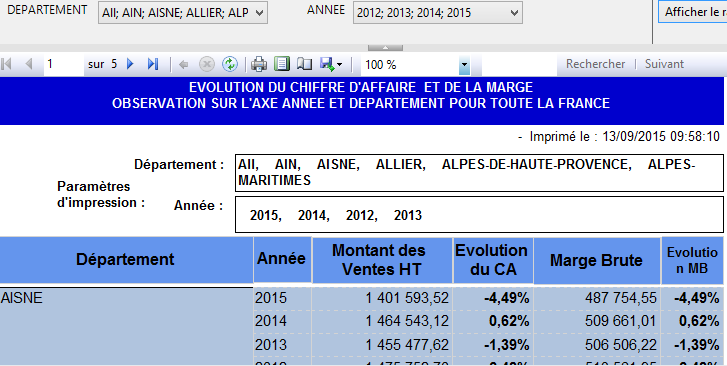 DEPARTEMENT All; AIN; AISNE; ALLIER; ALP ANNEE 2012; 2013; 2014; 2015 Afficher le r
1 sur 5 100 % Rechercher | Suivant
EVOLUTION DU CHIFFRE D'AFFAIRE ET DE LA MARGE
OBSERVATION SUR L'AXE ANNEE ET DEPARTEMENT POUR TOUTE LA FRANCE
- Imprimé le : 13/09/2015 09:58:10
Département : All, AIN, AISNE, ALLIER, ALPES-DE-HAUTE-PROVENCE, ALPES-
MARITIMES
Paramètres
d'impression :
Année : 2015, 2014, 2012, 2013
Département Année Montant des Ventes HT Evolution du CA Marge Brute Evolutio n MB
AISNE 2015 1 401 593,52 -4,49% 487 754,55 -4,49%
2014 1 464 543,12 0,62% 509 661,01 0,62%
2013 1 455 477,62 -1,39% 506 506,22 -1,39%